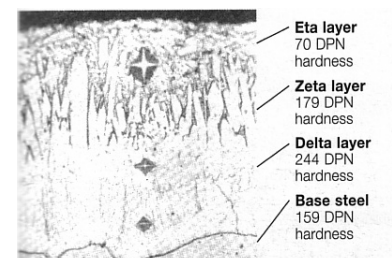 Eta layer
70 DPN
hardness
Zeta layer
179 DPN
hardness
Delta layer
244 DPN
hardness
Base steel
159 DPN
hardness